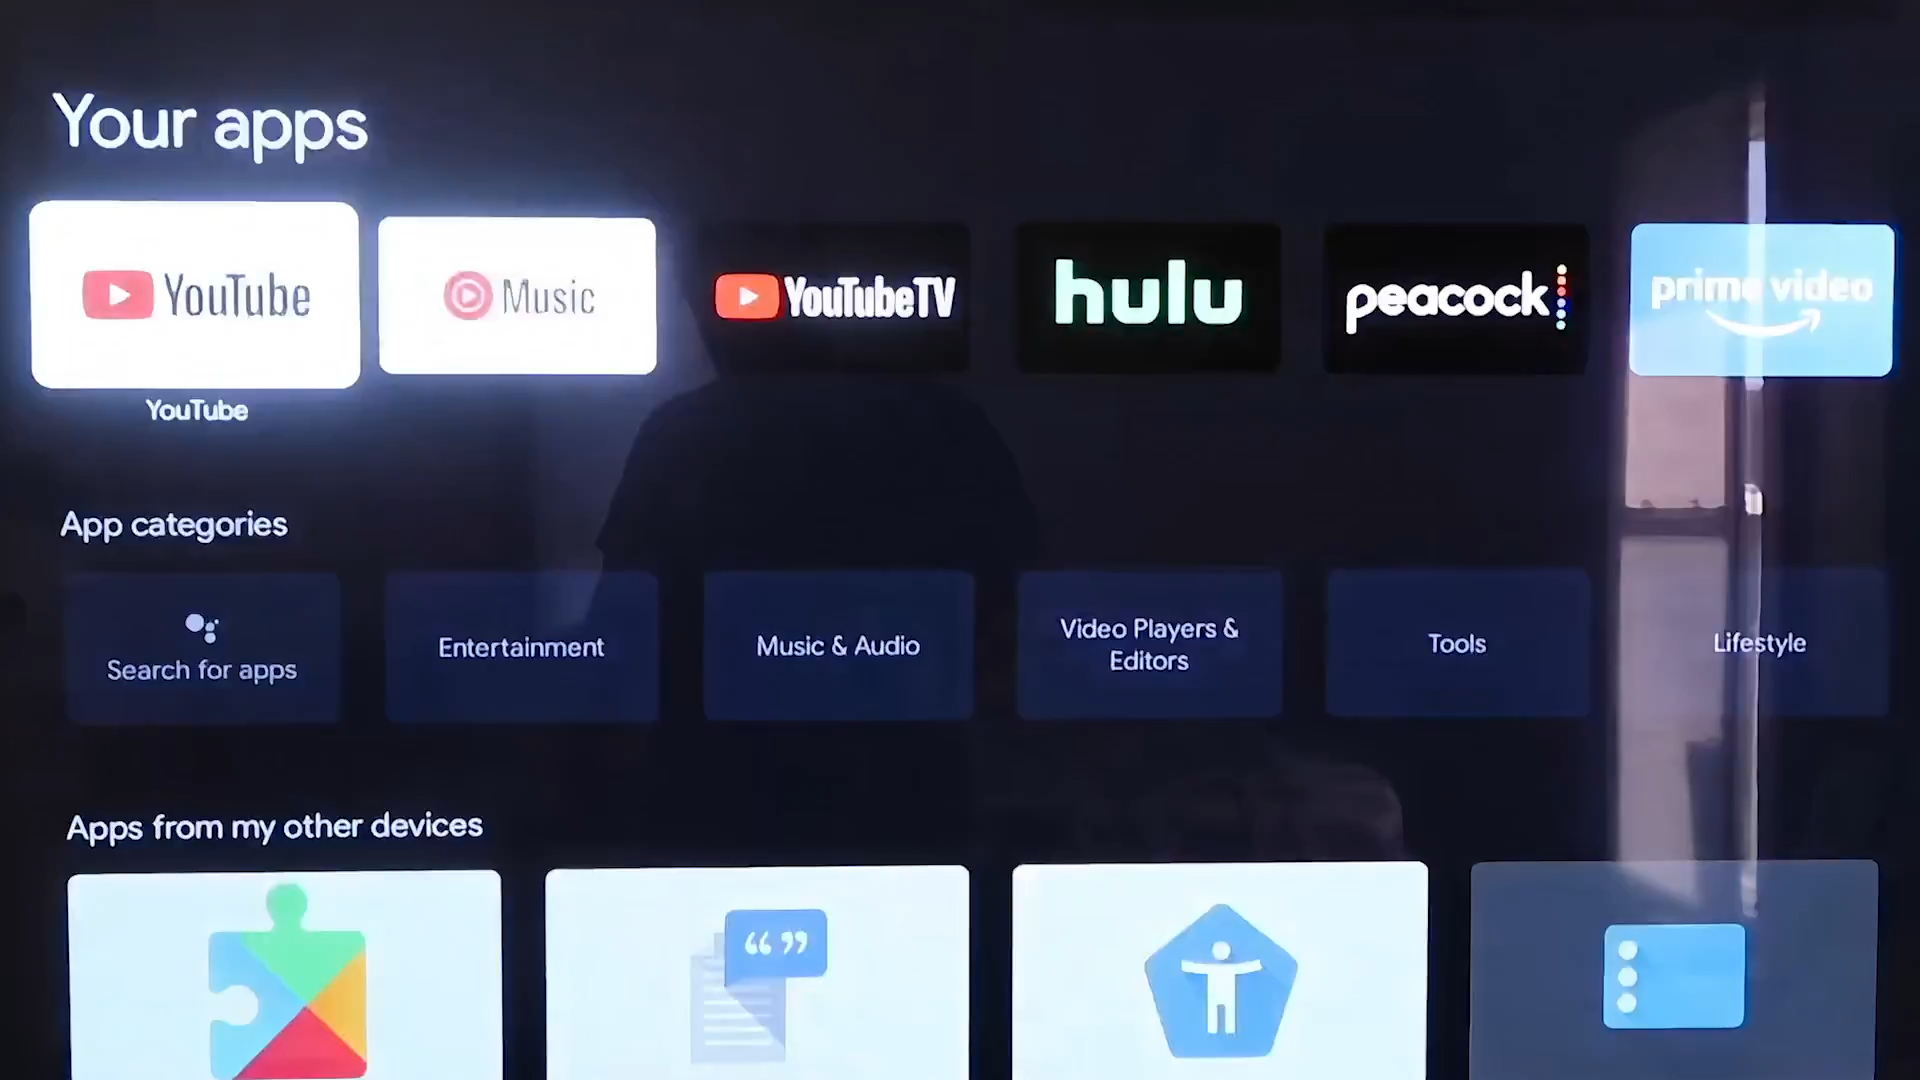 Your apps
YouTube
Music
YouTubeTV
hulu
peacock
prime video
YouTube
App categories
Search for apps
Entertainment
Music & Audio
Video Players &
Editors
Tools
Lifestyle
Apps from my other devices
“ ”